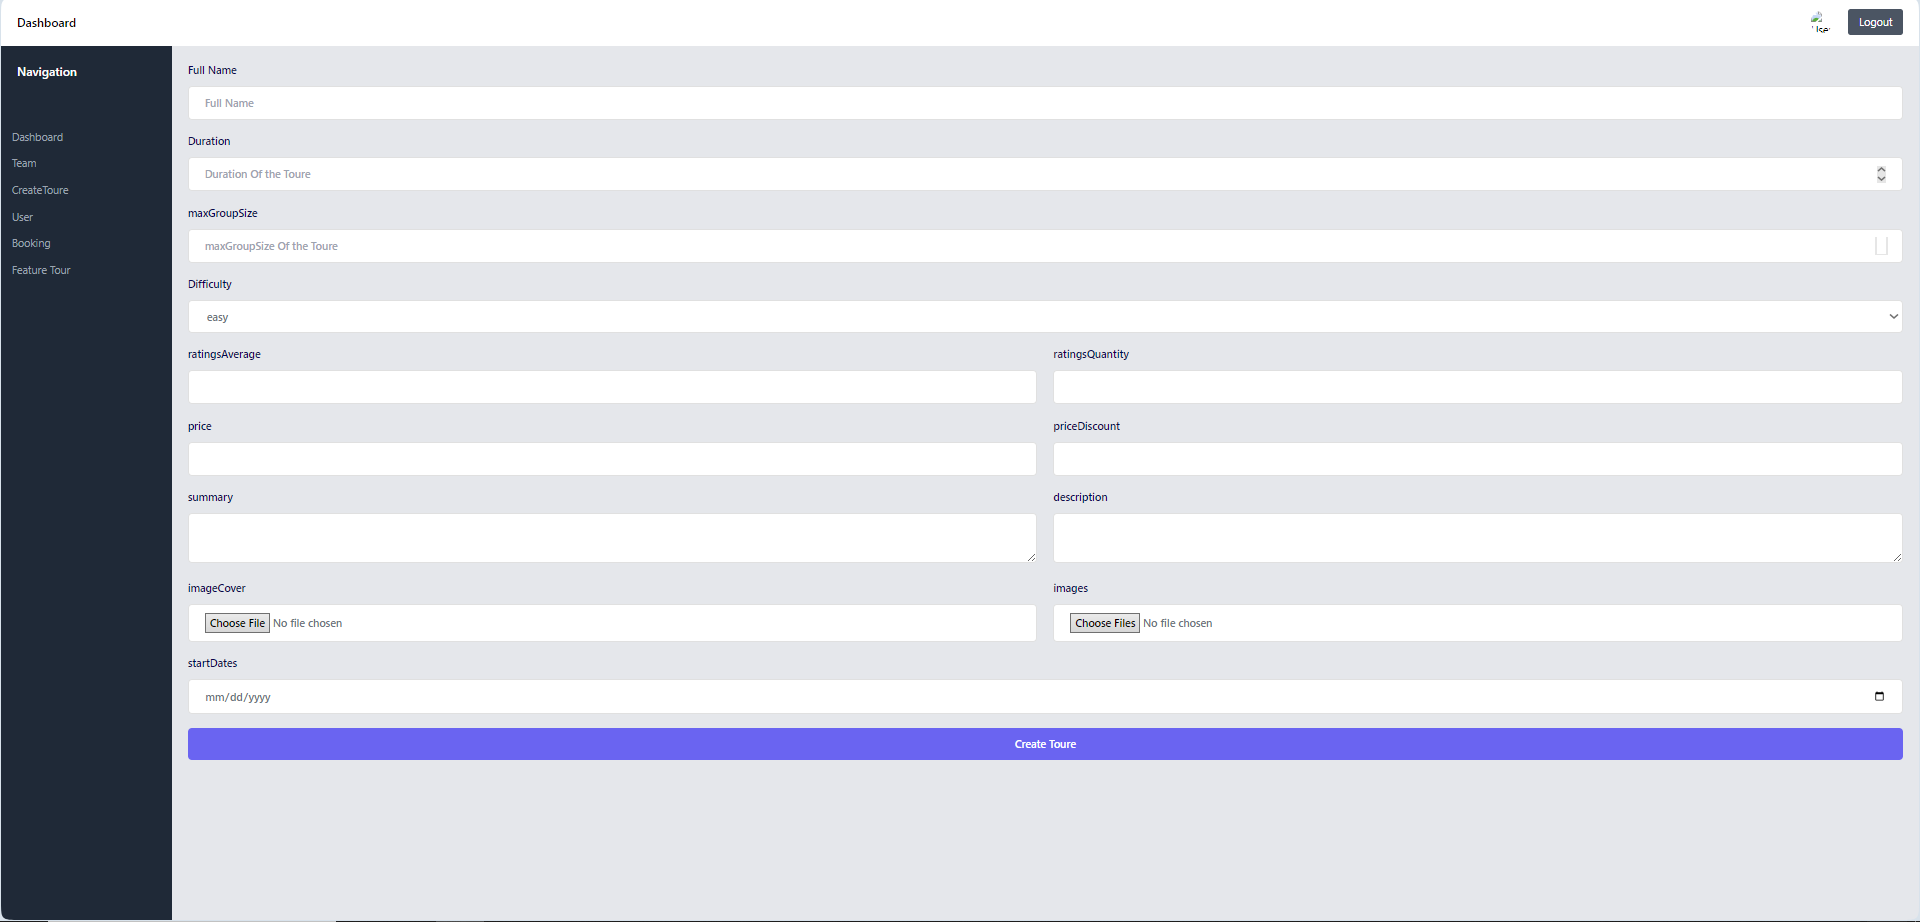 Dashboard
User
Logout
Navigation
Dashboard
Team
CreateToure
User
Booking
Feature Tour
Full Name
Full Name
Duration
Duration Of the Toure
maxGroupSize
maxGroupSize Of the Toure
Difficulty
easy
ratingsAverage
ratingsQuantity
price
priceDiscount
summary
description
imageCover
images
Choose File No file chosen
Choose Files No file chosen
startDates
mm/dd/yyyy
Create Toure